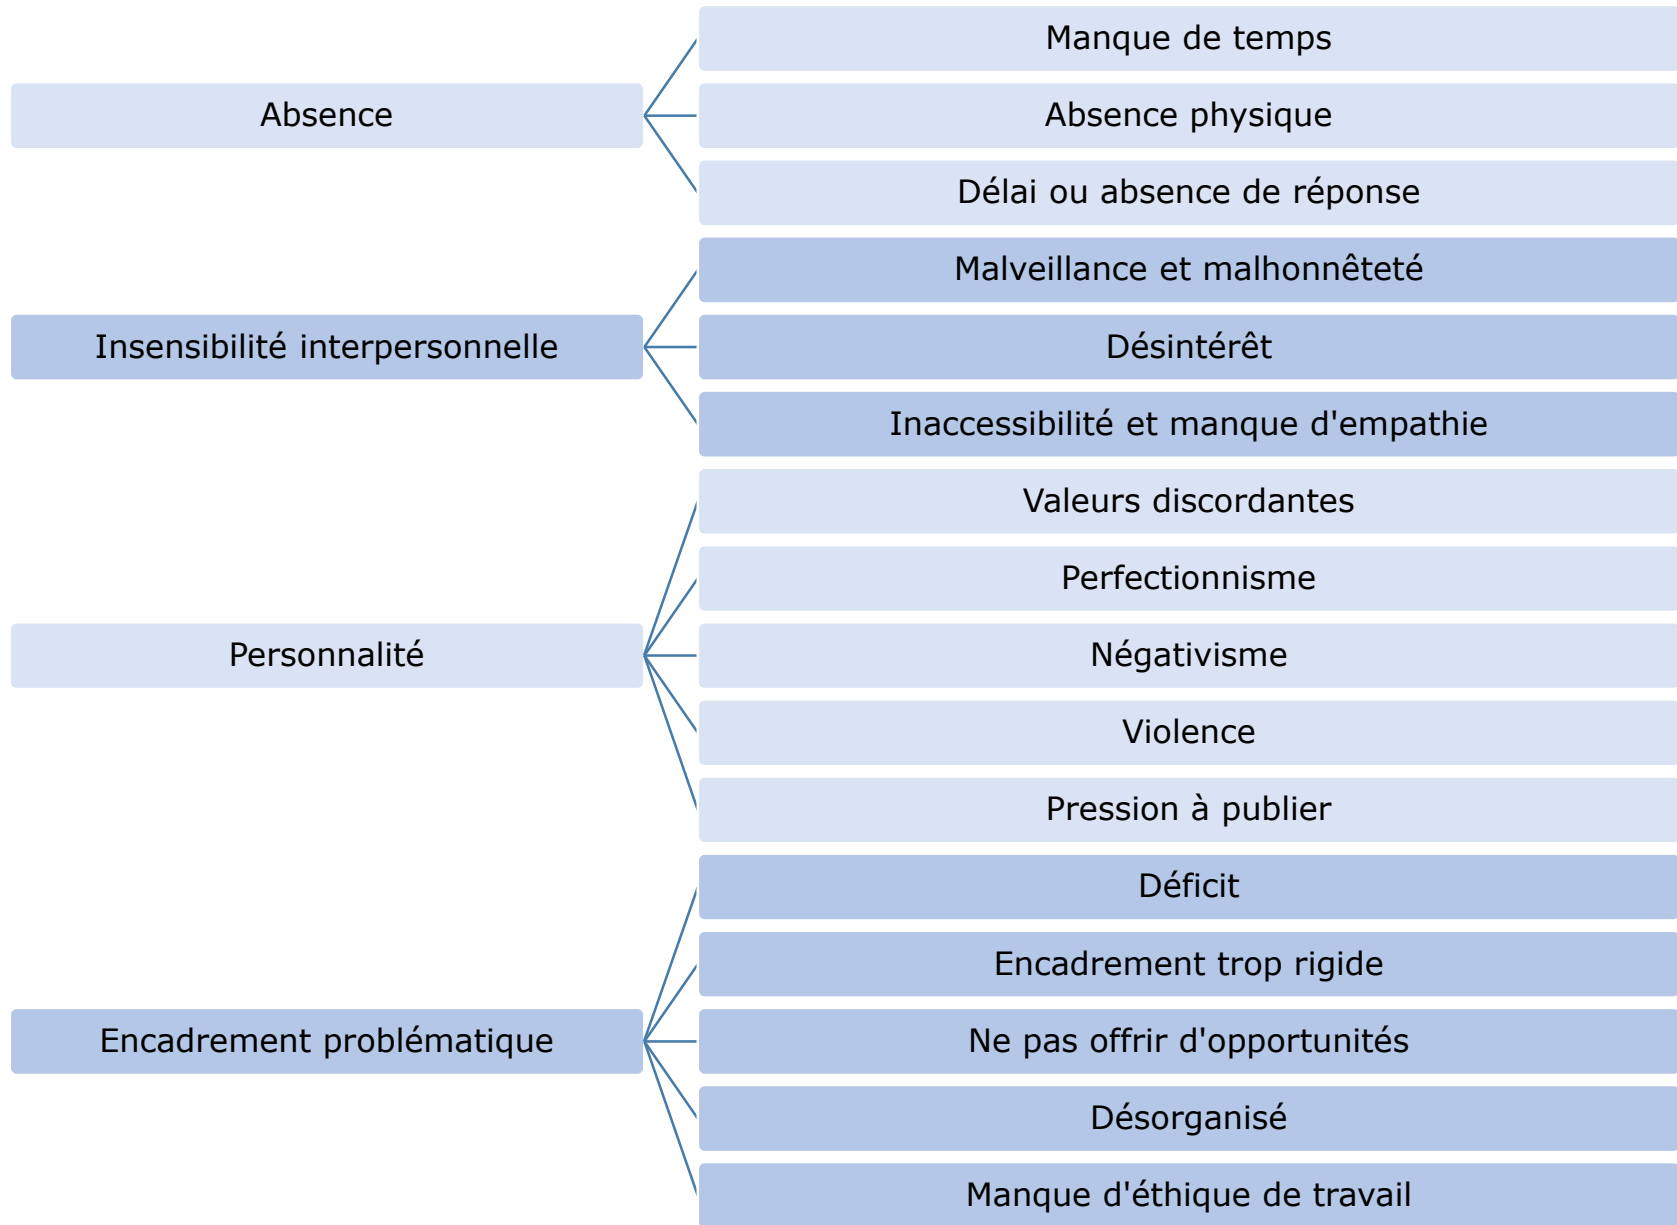 Absence
Manque de temps
Absence physique
Délai ou absence de réponse
Insensibilité interpersonnelle
Malveillance et malhonnêteté
Désintérêt
Inaccessibilité et manque d'empathie
Personnalité
Valeurs discordantes
Perfectionnisme
Négativisme
Violence
Pression à publier
Encadrement problématique
Déficit
Encadrement trop rigide
Ne pas offrir d'opportunités
Désorganisé
Manque d'éthique de travail